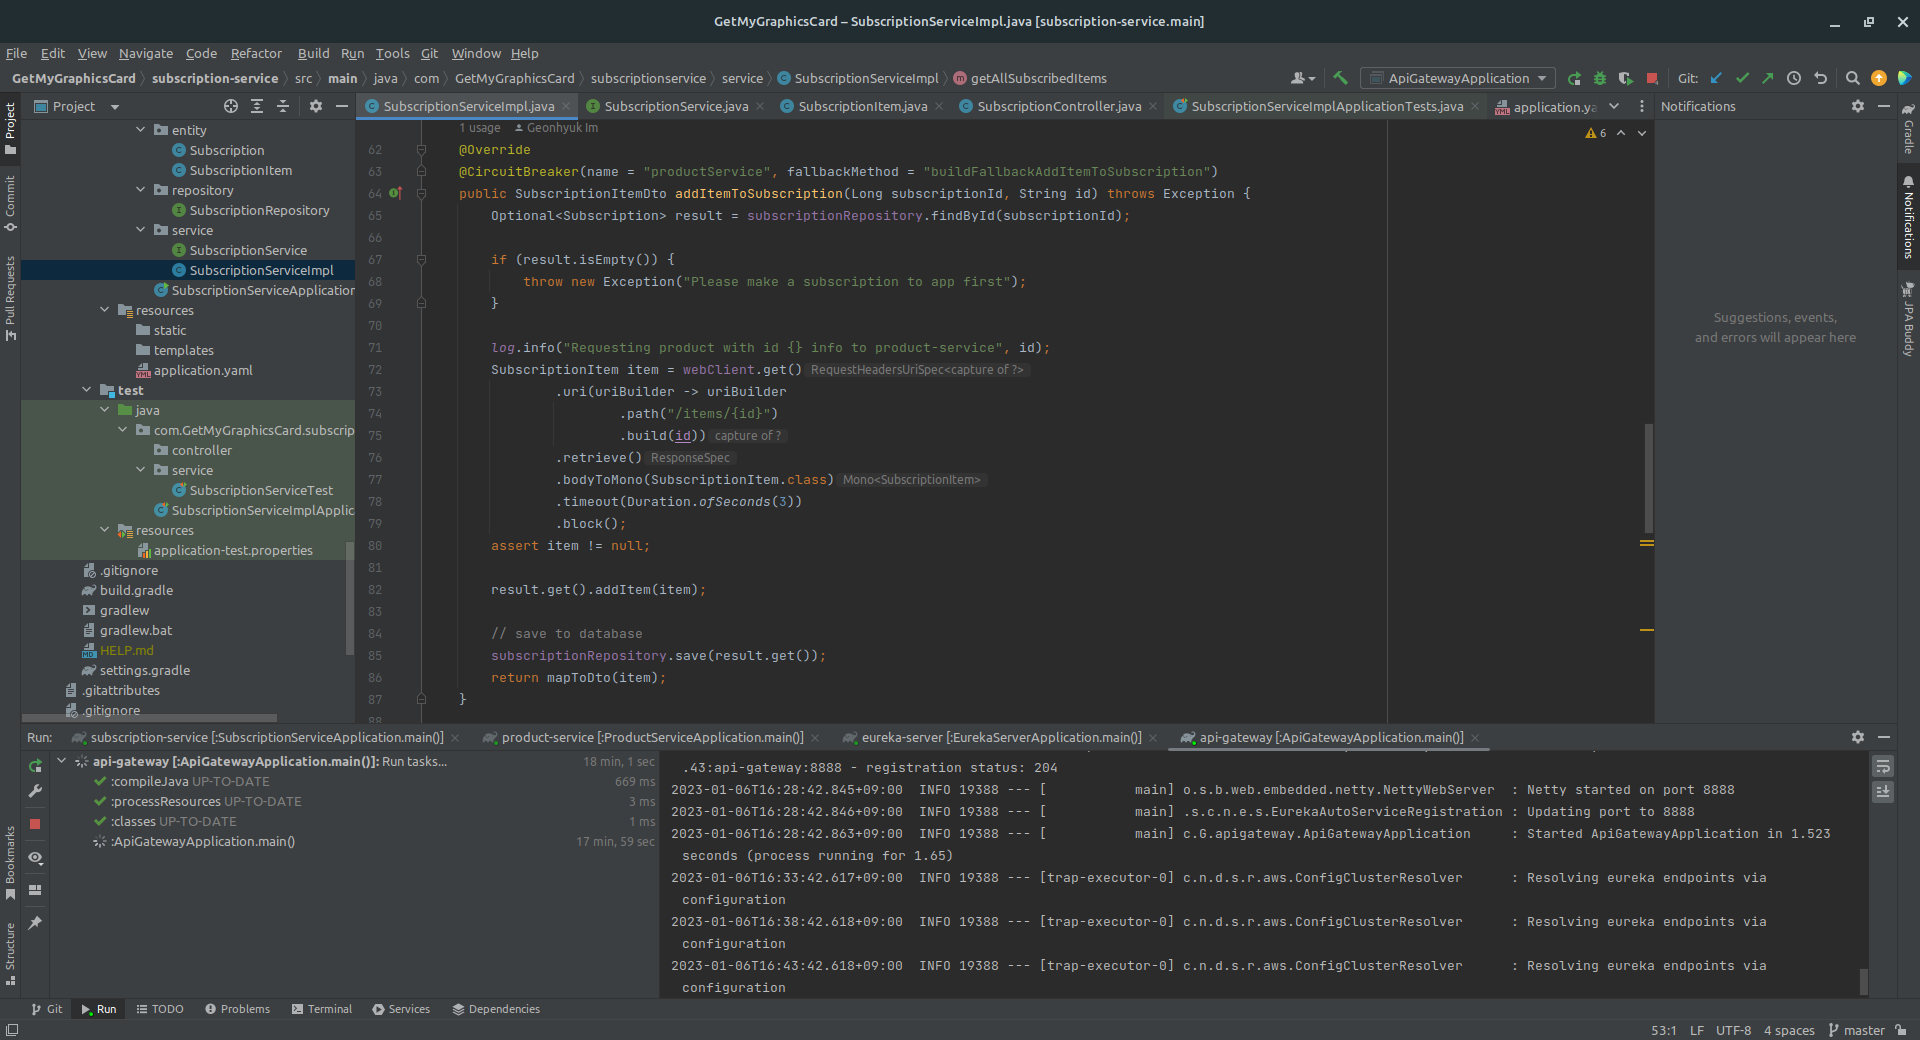 GetMyGraphicsCard – SubscriptionServiceImpl.java [subscription-service.main]
File Edit View Navigate Code Refactor Build Run Tools Git Window Help
GetMyGraphicsCard subscription-service src main java com GetMyGraphicsCard subscriptionservice service SubscriptionServiceImpl getAllSubscribedItems ApiGatewayApplication Git:
Project SubscriptionServiceImpl.java SubscriptionService.java SubscriptionItem.java SubscriptionController.java SubscriptionServiceImplApplicationTests.java application.ya Notifications
Project
Commit
Pull Requests
entity
Subscription
SubscriptionItem
repository
SubscriptionRepository
service
SubscriptionService
SubscriptionServiceImpl
SubscriptionServiceApplication
resources
static
templates
application.yaml
test
java
com.GetMyGraphicsCard.subscrip
controller
service
SubscriptionServiceTest
SubscriptionServiceImplApplic
resources
application-test.properties
.gitignore
build.gradle
gradlew
gradlew.bat
HELP.md
settings.gradle
.gitattributes
.gitignore
1 usage Geonhyuk Im
6
62 @Override
63 @CircuitBreaker(name = "productService", fallbackMethod = "buildFallbackAddItemToSubscription")
64 public SubscriptionItemDto addItemToSubscription(Long subscriptionId, String id) throws Exception {
65 Optional<Subscription> result = subscriptionRepository.findById(subscriptionId);
66
67 if (result.isEmpty()) {
68 throw new Exception("Please make a subscription to app first");
69 }
70
71 log.info("Requesting product with id {} info to product-service", id);
72 SubscriptionItem item = webClient.get() RequestHeadersUriSpec<capture of ?>
73 .uri(uriBuilder -> uriBuilder
74 .path("/items/{id}")
75 .build(id)) capture of ?
76 .retrieve() ResponseSpec
77 .bodyToMono(SubscriptionItem.class) Mono<SubscriptionItem>
78 .timeout(Duration.ofSeconds(3))
79 .block();
80 assert item != null;
81
82 result.get().addItem(item);
83
84 // save to database
85 subscriptionRepository.save(result.get());
86 return mapToDto(item);
87 }
88
Suggestions, events,
and errors will appear here
Gradle
Notifications
JPA Buddy
Run: subscription-service [:SubscriptionServiceApplication.main()] product-service [:ProductServiceApplication.main()] eureka-server [:EurekaServerApplication.main()] api-gateway [:ApiGatewayApplication.main()]
api-gateway [:ApiGatewayApplication.main()]: Run tasks... 18 min, 1 sec
:compileJava UP-TO-DATE 669 ms
:processResources UP-TO-DATE 3 ms
:classes UP-TO-DATE 1 ms
:ApiGatewayApplication.main() 17 min, 59 sec
.43:api-gateway:8888 - registration status: 204
2023-01-06T16:28:42.845+09:00 INFO 19388 --- [ main] o.s.b.web.embedded.netty.NettyWebServer : Netty started on port 8888
2023-01-06T16:28:42.846+09:00 INFO 19388 --- [ main] .s.c.n.e.s.EurekaAutoServiceRegistration : Updating port to 8888
2023-01-06T16:28:42.863+09:00 INFO 19388 --- [ main] c.G.apigateway.ApiGatewayApplication : Started ApiGatewayApplication in 1.523
seconds (process running for 1.65)
2023-01-06T16:33:42.617+09:00 INFO 19388 --- [trap-executor-0] c.n.d.s.r.aws.ConfigClusterResolver : Resolving eureka endpoints via
configuration
2023-01-06T16:38:42.618+09:00 INFO 19388 --- [trap-executor-0] c.n.d.s.r.aws.ConfigClusterResolver : Resolving eureka endpoints via
configuration
2023-01-06T16:43:42.618+09:00 INFO 19388 --- [trap-executor-0] c.n.d.s.r.aws.ConfigClusterResolver : Resolving eureka endpoints via
configuration
Bookmarks
Structure
Git Run TODO Problems Terminal Services Dependencies
53:1 LF UTF-8 4 spaces master